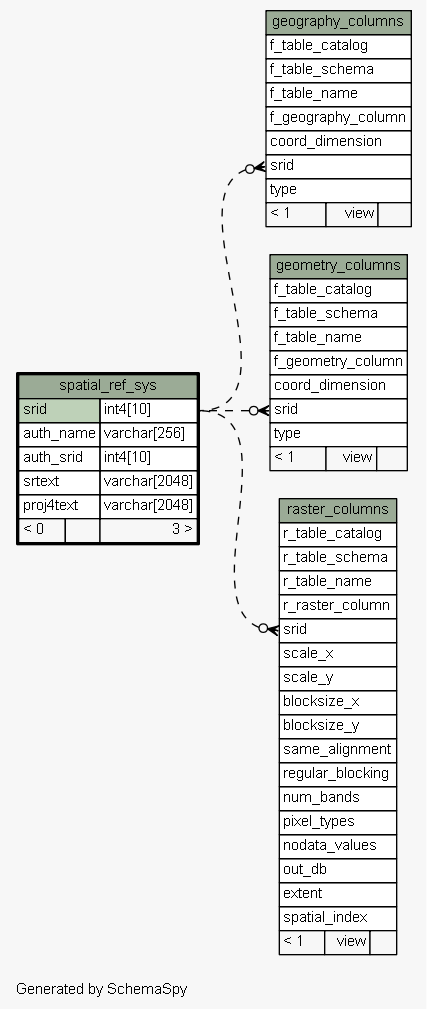 geography_columns
f_table_catalog
f_table_schema
f_table_name
f_geography_column
coord_dimension
srid
type
< 1 view
geometry_columns
f_table_catalog
f_table_schema
f_table_name
f_geometry_column
coord_dimension
srid
type
< 1 view
spatial_ref_sys
srid int4[10]
auth_name varchar[256]
auth_srid int4[10]
srtext varchar[2048]
proj4text varchar[2048]
< 0 3 >
raster_columns
r_table_catalog
r_table_schema
r_table_name
r_raster_column
srid
scale_x
scale_y
blocksize_x
blocksize_y
same_alignment
regular_blocking
num_bands
pixel_types
nodata_values
out_db
extent
spatial_index
< 1 view
Generated by SchemaSpy